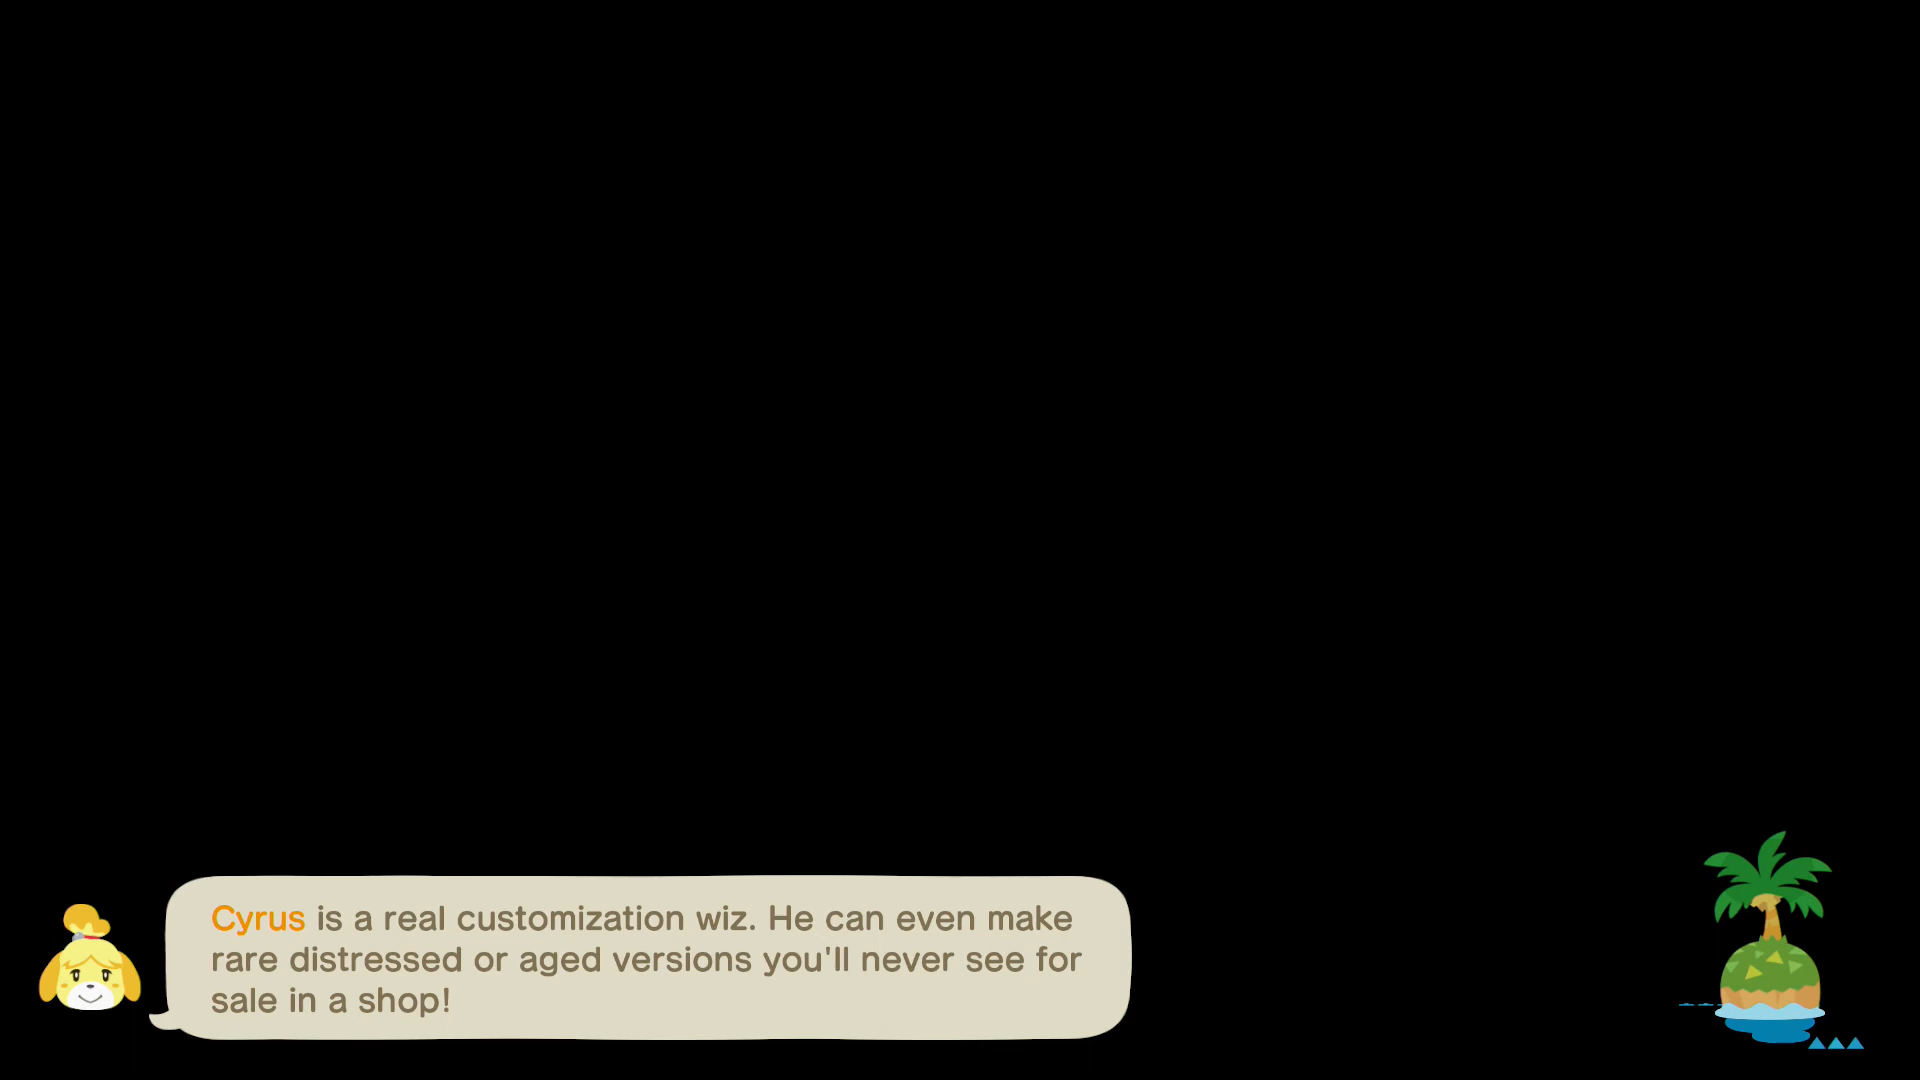 Cyrus is a real customization wiz. He can even make
rare distressed or aged versions you'll never see for
sale in a shop!